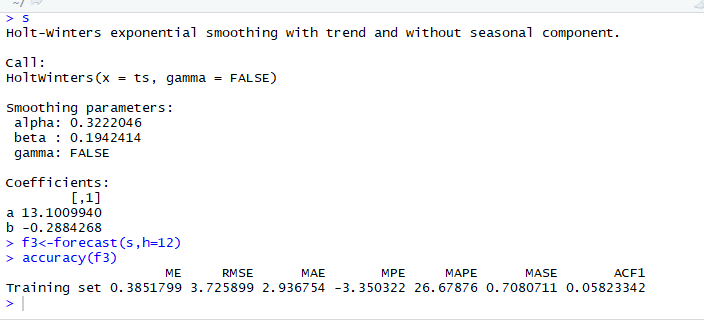 ~/
> s
Holt-Winters exponential smoothing with trend and without seasonal component.
Call:
HoltWinters(x = ts, gamma = FALSE)
Smoothing parameters:
 alpha: 0.3222046
 beta : 0.1942414
 gamma: FALSE
Coefficients:
        [,1]
a 13.1009940
b -0.2884268
> f3<-forecast(s,h=12)
> accuracy(f3)
                    ME     RMSE      MAE       MPE     MAPE      MASE       ACF1
Training set 0.3851799 3.725899 2.936754 -3.350322 26.67876 0.7080711 0.05823342
>